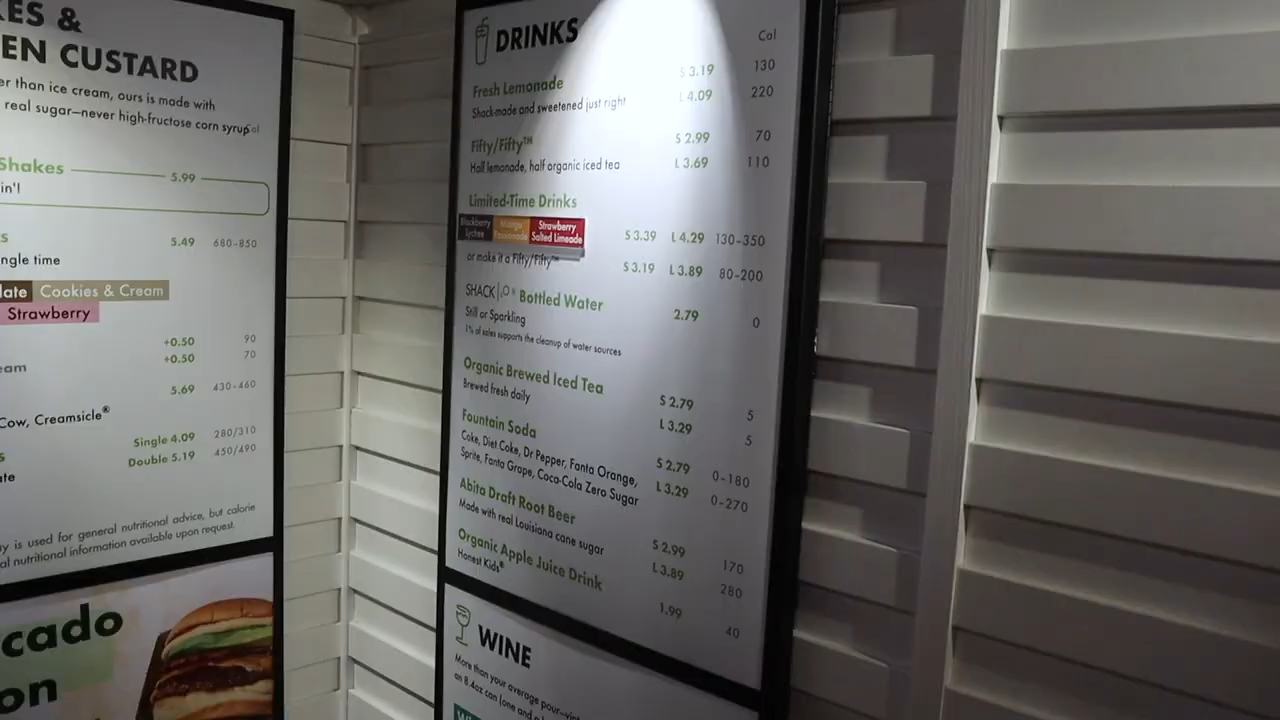 KES &
EN CUSTARD
er than ice cream, ours is made with
real sugar—never high-fructose corn syrup
Cal
Shakes 5.99
in'!
s 5.49 680-850
ngle time
late Cookies & Cream
Strawberry
+0.50 90
eam +0.50 70
5.69 430-460
Cow, Creamsicle®
Single 4.09 280/310
s Double 5.19 450/490
ate
y is used for general nutritional advice, but calorie
al nutritional information available upon request.
cado
on
DRINKS Cal
Fresh Lemonade S 3.19 130
Shack-made and sweetened just right L 4.09 220
Fifty/Fifty™ S 2.99 70
Half lemonade, half organic iced tea L 3.69 110
Limited-Time Drinks
Blackberry Lychee Mango Passionade Strawberry Salted Limeade S 3.39 L 4.29 130-350
or make it a Fifty/Fifty™ S 3.19 L 3.89 80-200
SHACK H₂O® Bottled Water 2.79 0
Still or Sparkling
1% of sales supports the cleanup of water sources
Organic Brewed Iced Tea S 2.79 5
Brewed fresh daily L 3.29 5
Fountain Soda S 2.79 0-180
Coke, Diet Coke, Dr Pepper, Fanta Orange, L 3.29 0-270
Sprite, Fanta Grape, Coca-Cola Zero Sugar
Abita Draft Root Beer S 2.99 170
Made with real Louisiana cane sugar L 3.89 280
Organic Apple Juice Drink 1.99 40
Honest Kids®
WINE
More than your average pour—
an 8.4oz can (one and